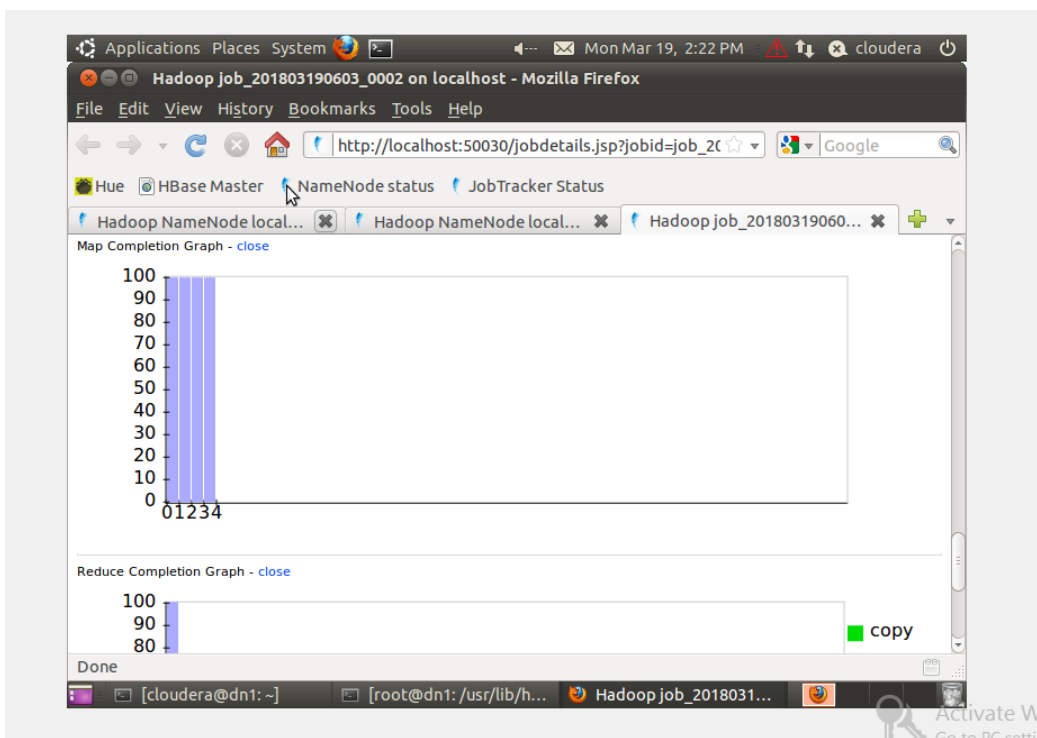 Applications Places System Mon Mar 19, 2:22 PM cloudera
Hadoop job_201803190603_0002 on localhost - Mozilla Firefox
File Edit View History Bookmarks Tools Help
http://localhost:50030/jobdetails.jsp?jobid=job_20 Google
Hue HBase Master NameNode status JobTracker Status
Hadoop NameNode local... Hadoop NameNode local... Hadoop job_20180319060...
Map Completion Graph - close
100
90
80
70
60
50
40
30
20
10
0
01234
Reduce Completion Graph - close
100
90 copy
80
Done
[cloudera@dn1: ~] [root@dn1: /usr/lib/h... Hadoop job_2018031...
Activate W
Go to PC setti